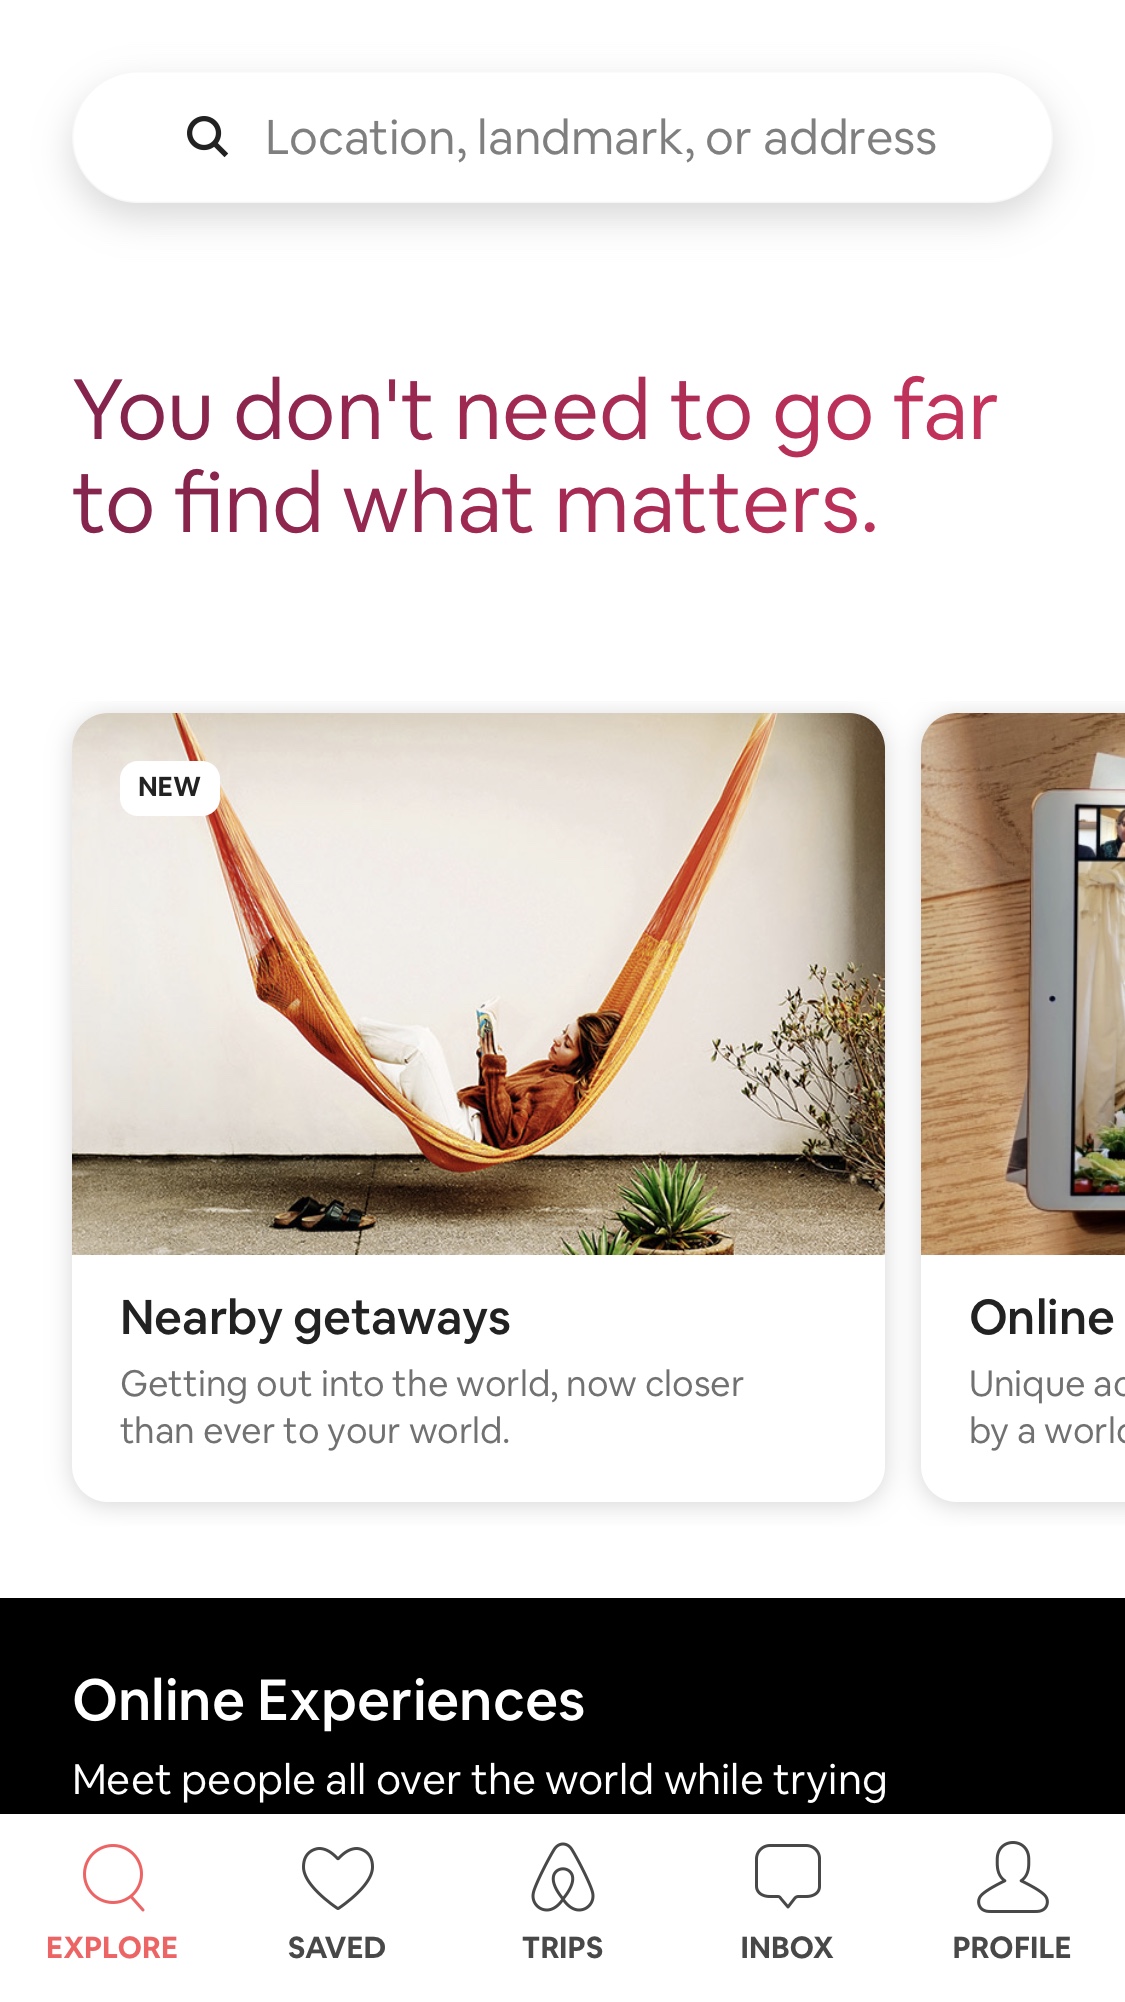 Location, landmark, or address
You don't need to go far
to find what matters.
NEW
Nearby getaways
Getting out into the world, now closer
than ever to your world.
Online
Unique
by a
Online Experiences
Meet people all over the world while trying
EXPLORE
SAVED
TRIPS
INBOX
PROFILE